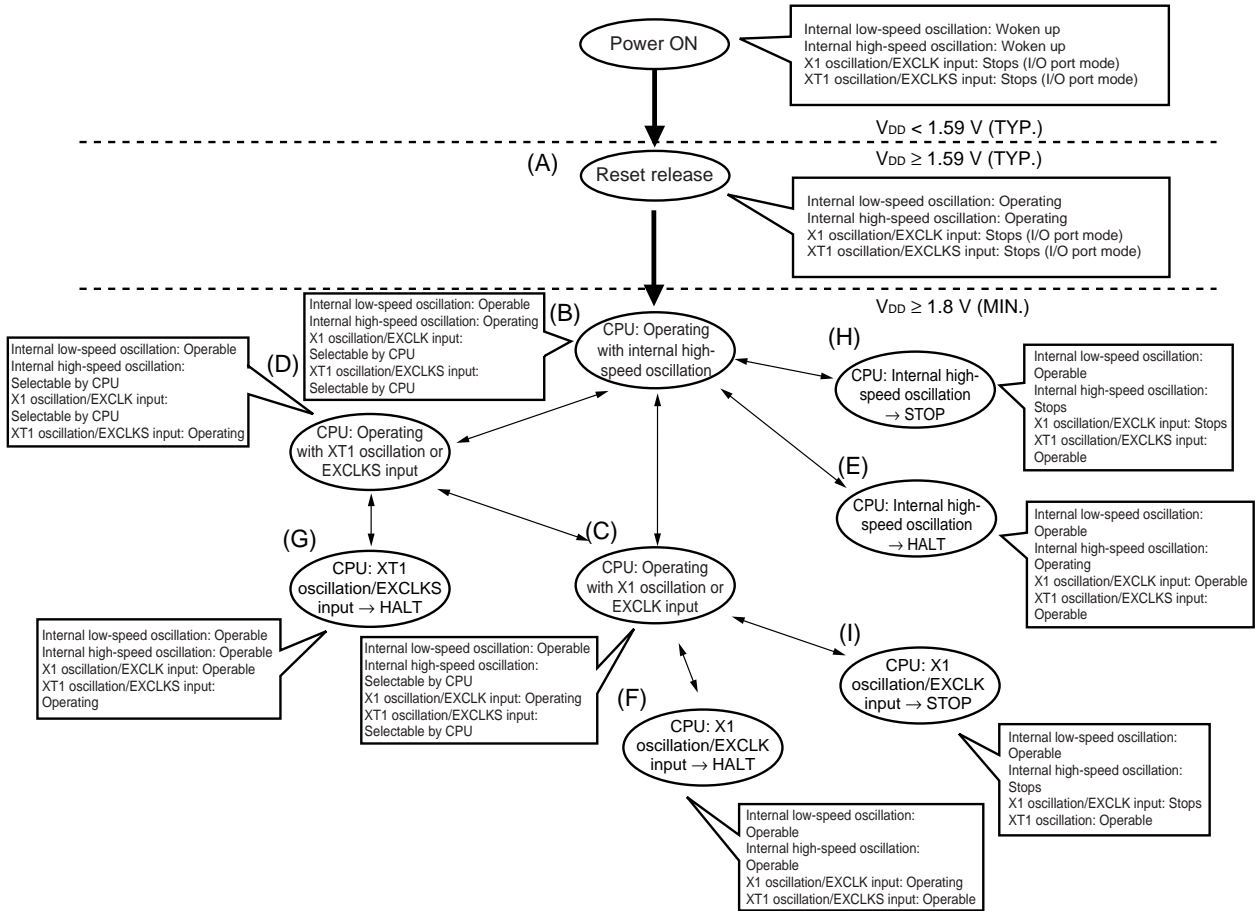 Power ON
Internal low-speed oscillation: Woken up
Internal high-speed oscillation: Woken up
X1 oscillation/EXCLK input: Stops (I/O port mode)
XT1 oscillation/EXCLKS input: Stops (I/O port mode)
VDD < 1.59 V (TYP.)
VDD ≥ 1.59 V (TYP.)
(A)
Reset release
Internal low-speed oscillation: Operating
Internal high-speed oscillation: Operating
X1 oscillation/EXCLK input: Stops (I/O port mode)
XT1 oscillation/EXCLKS input: Stops (I/O port mode)
VDD ≥ 1.8 V (MIN.)
Internal low-speed oscillation: Operable
Internal high-speed oscillation: Operating
X1 oscillation/EXCLK input:
Selectable by CPU
XT1 oscillation/EXCLKS input:
Selectable by CPU
(B)
CPU: Operating
with internal high-
speed oscillation
Internal low-speed oscillation: Operable
Internal high-speed oscillation:
Selectable by CPU
X1 oscillation/EXCLK input:
Selectable by CPU
XT1 oscillation/EXCLKS input: Operating
(D)
CPU: Operating
with XT1 oscillation or
EXCLKS input
(H)
CPU: Internal high-
speed oscillation
→ STOP
Internal low-speed oscillation:
Operable
Internal high-speed oscillation:
Stops
X1 oscillation/EXCLK input: Stops
XT1 oscillation/EXCLKS input:
Operable
(E)
CPU: Internal high-
speed oscillation
→ HALT
Internal low-speed oscillation:
Operable
Internal high-speed oscillation:
Operating
X1 oscillation/EXCLK input: Operable
XT1 oscillation/EXCLKS input:
Operable
(G)
CPU: XT1
oscillation/EXCLKS
input → HALT
Internal low-speed oscillation: Operable
Internal high-speed oscillation: Operable
X1 oscillation/EXCLK input: Operable
XT1 oscillation/EXCLKS input:
Operating
(C)
CPU: Operating
with X1 oscillation or
EXCLK input
Internal low-speed oscillation: Operable
Internal high-speed oscillation:
Selectable by CPU
X1 oscillation/EXCLK input: Operating
XT1 oscillation/EXCLKS input:
Selectable by CPU
(I)
CPU: X1
oscillation/EXCLK
input → STOP
Internal low-speed oscillation:
Operable
Internal high-speed oscillation:
Stops
X1 oscillation/EXCLK input: Stops
XT1 oscillation: Operable
(F)
CPU: X1
oscillation/EXCLK
input → HALT
Internal low-speed oscillation:
Operable
Internal high-speed oscillation:
Operable
X1 oscillation/EXCLK input: Operating
XT1 oscillation/EXCLKS input: Operable